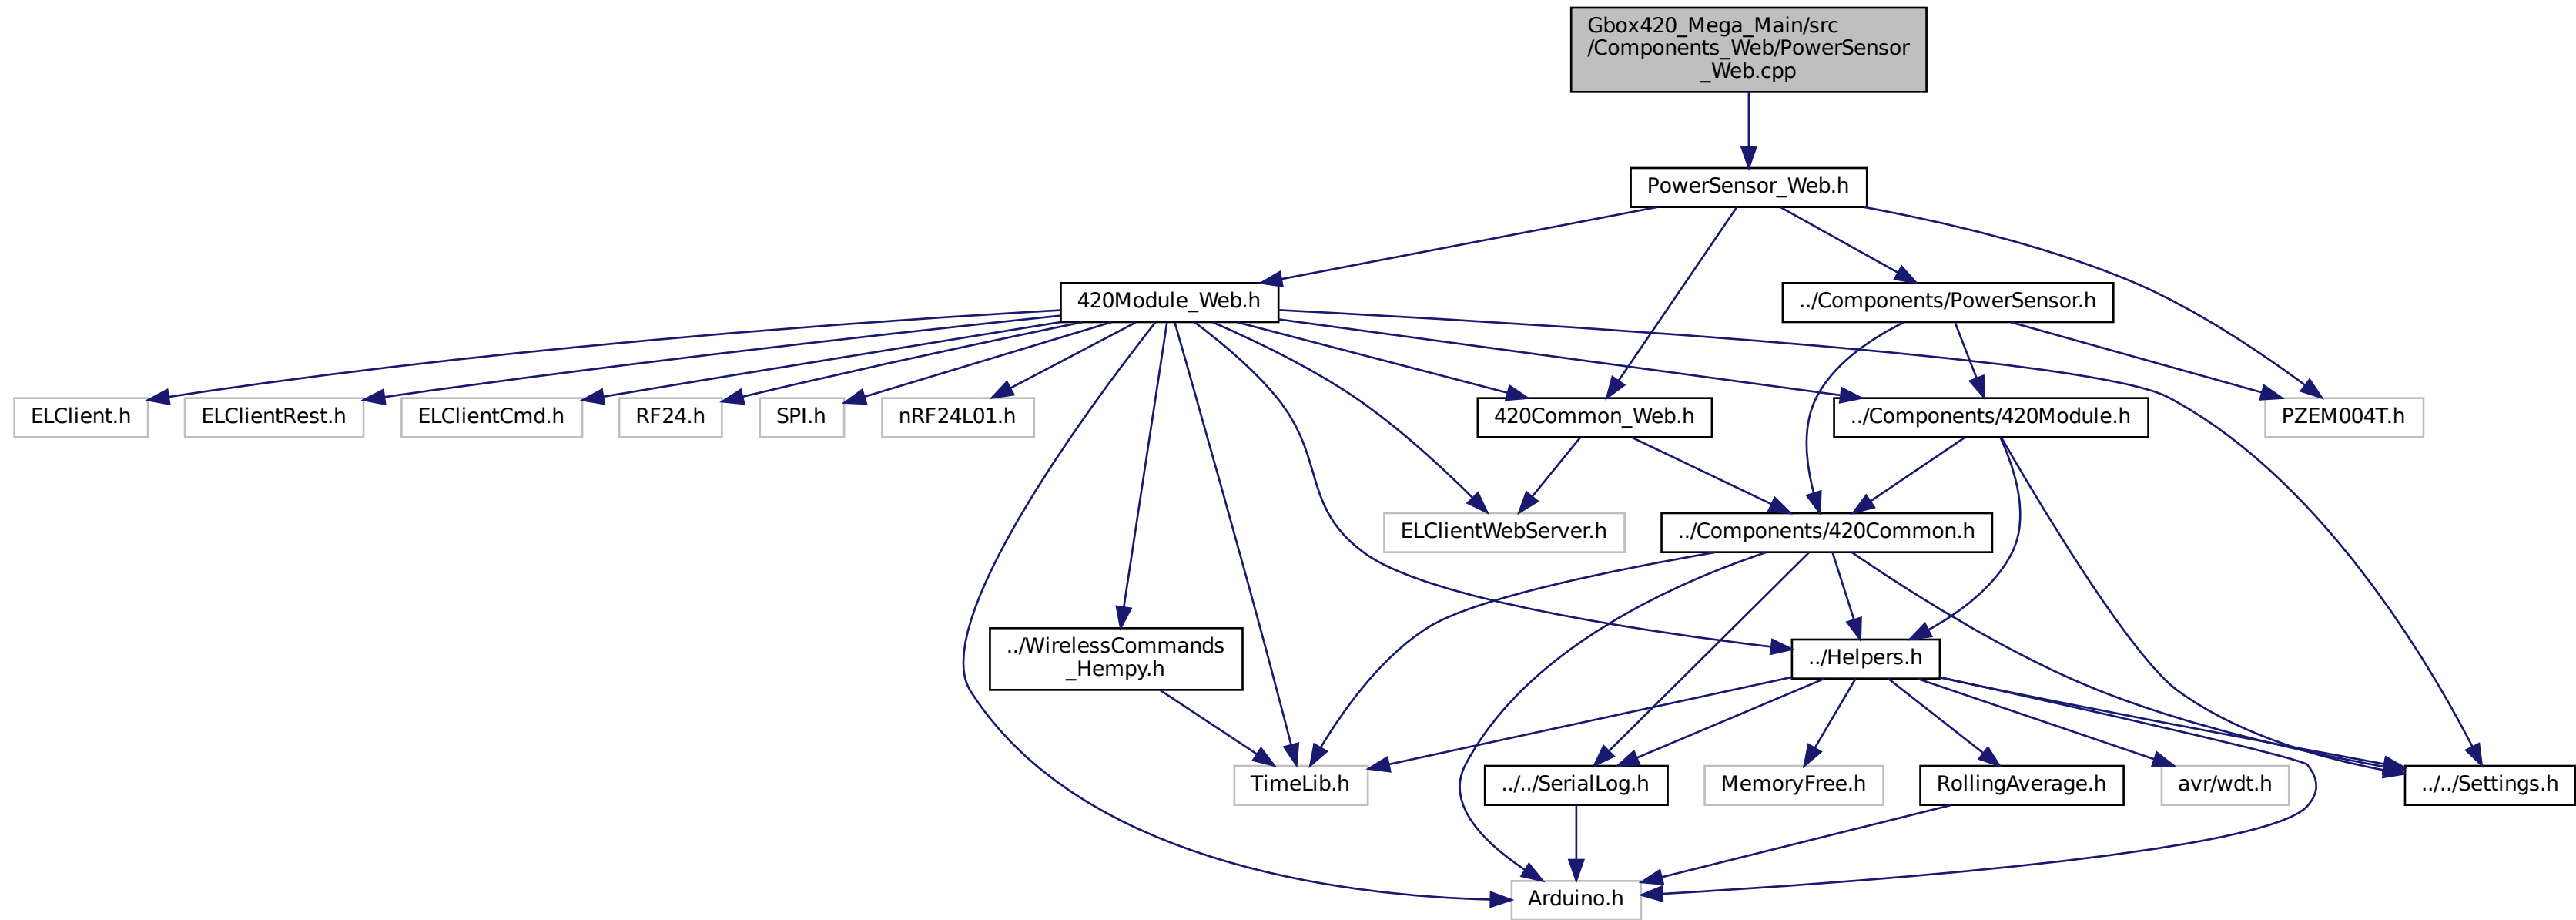 Gbox420_Mega_Main/src
/Components_Web/PowerSensor
_Web.cpp
PowerSensor_Web.h
420Module_Web.h
../Components/PowerSensor.h
ELClient.h
ELClientRest.h
ELClientCmd.h
RF24.h
SPI.h
nRF24L01.h
420Common_Web.h
../Components/420Module.h
PZEM004T.h
ELClientWebServer.h
../Components/420Common.h
../WirelessCommands
_Hempy.h
../Helpers.h
TimeLib.h
../../SerialLog.h
MemoryFree.h
RollingAverage.h
avr/wdt.h
../../Settings.h
Arduino.h